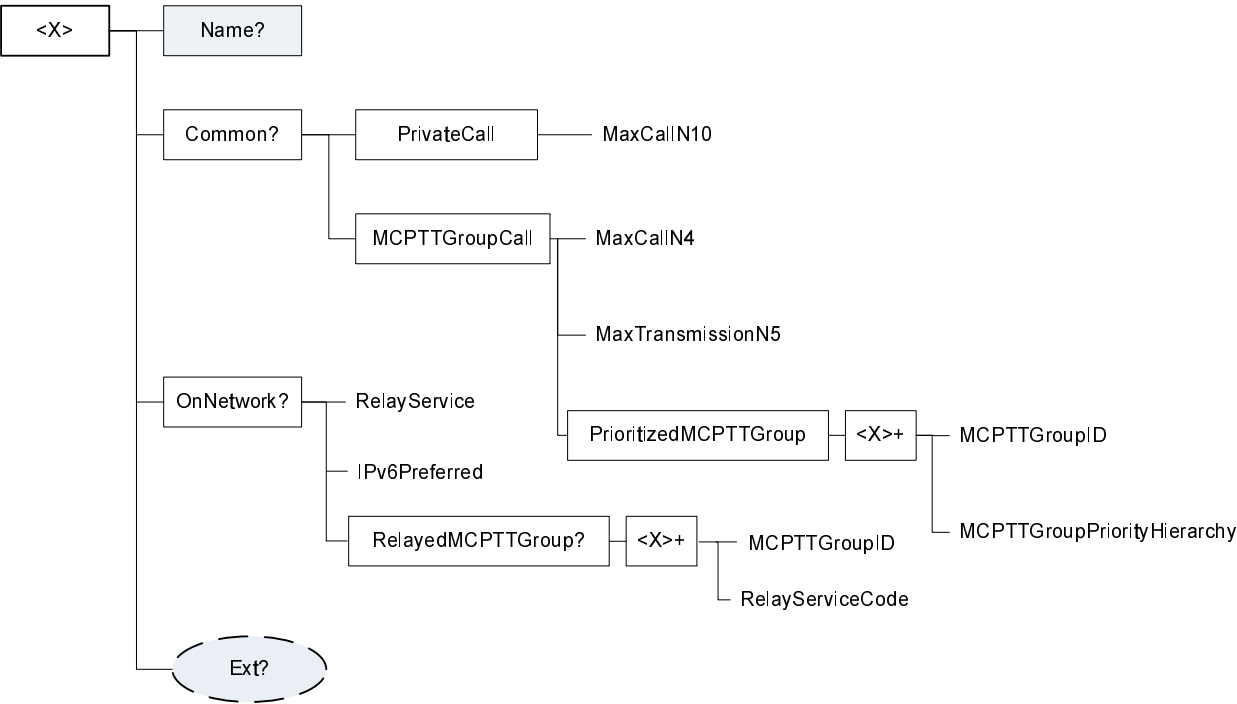 <X>
Name?
Common?
PrivateCall
MaxCallN10
MCPTTGroupCall
MaxCallN4
MaxTransmissionN5
PrioritizedMCPTTGroup
<X>+
MCPTTGroupID
MCPTTGroupPriorityHierarchy
OnNetwork?
RelayService
IPv6Preferred
RelayedMCPTTGroup?
<X>+
MCPTTGroupID
RelayServiceCode
Ext?